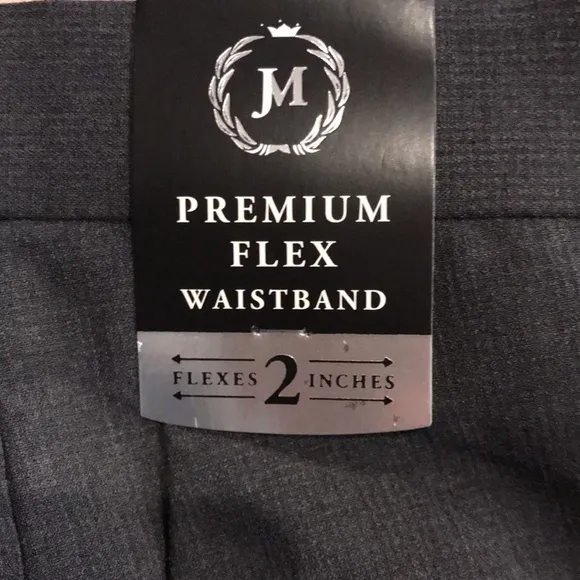 JM
PREMIUM
FLEX
WAISTBAND
FLEXES 2 INCHES